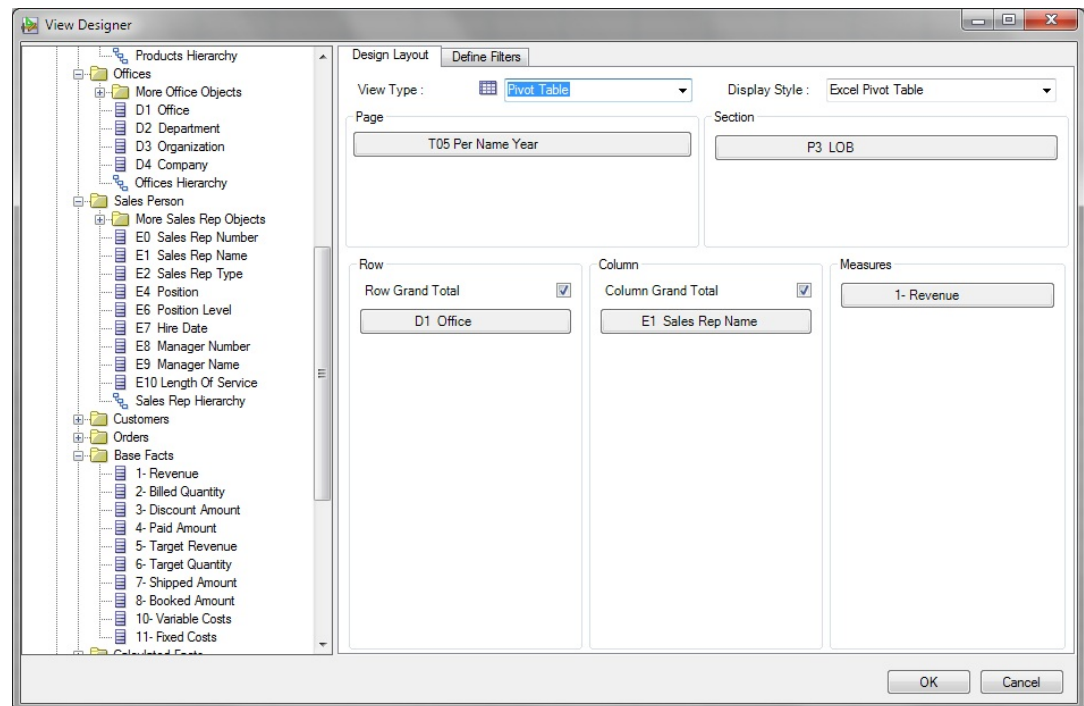 View Designer
Products Hierarchy
Offices
More Office Objects
D1 Office
D2 Department
D3 Organization
D4 Company
Offices Hierarchy
Sales Person
More Sales Rep Objects
E0 Sales Rep Number
E1 Sales Rep Name
E2 Sales Rep Type
E4 Position
E6 Position Level
E7 Hire Date
E8 Manager Number
E9 Manager Name
E10 Length Of Service
Sales Rep Hierarchy
Customers
Orders
Base Facts
1- Revenue
2- Billed Quantity
3- Discount Amount
4- Paid Amount
5- Target Revenue
6- Target Quantity
7- Shipped Amount
8- Booked Amount
10- Variable Costs
11- Fixed Costs
Calculated Facts
Design Layout Define Filters
View Type : Pivot Table Display Style : Excel Pivot Table
Page Section
T05 Per Name Year P3 LOB
Row Column Measures
Row Grand Total Column Grand Total 1- Revenue
D1 Office E1 Sales Rep Name
OK Cancel